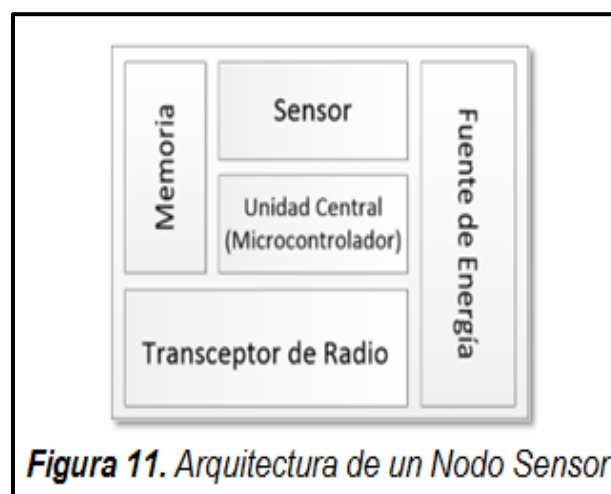 Memoria
Sensor
Unidad Central
(Microcontrolador)
Transceptor de Radio
Fuente de Energía
Figura 11. Arquitectura de un Nodo Sensor